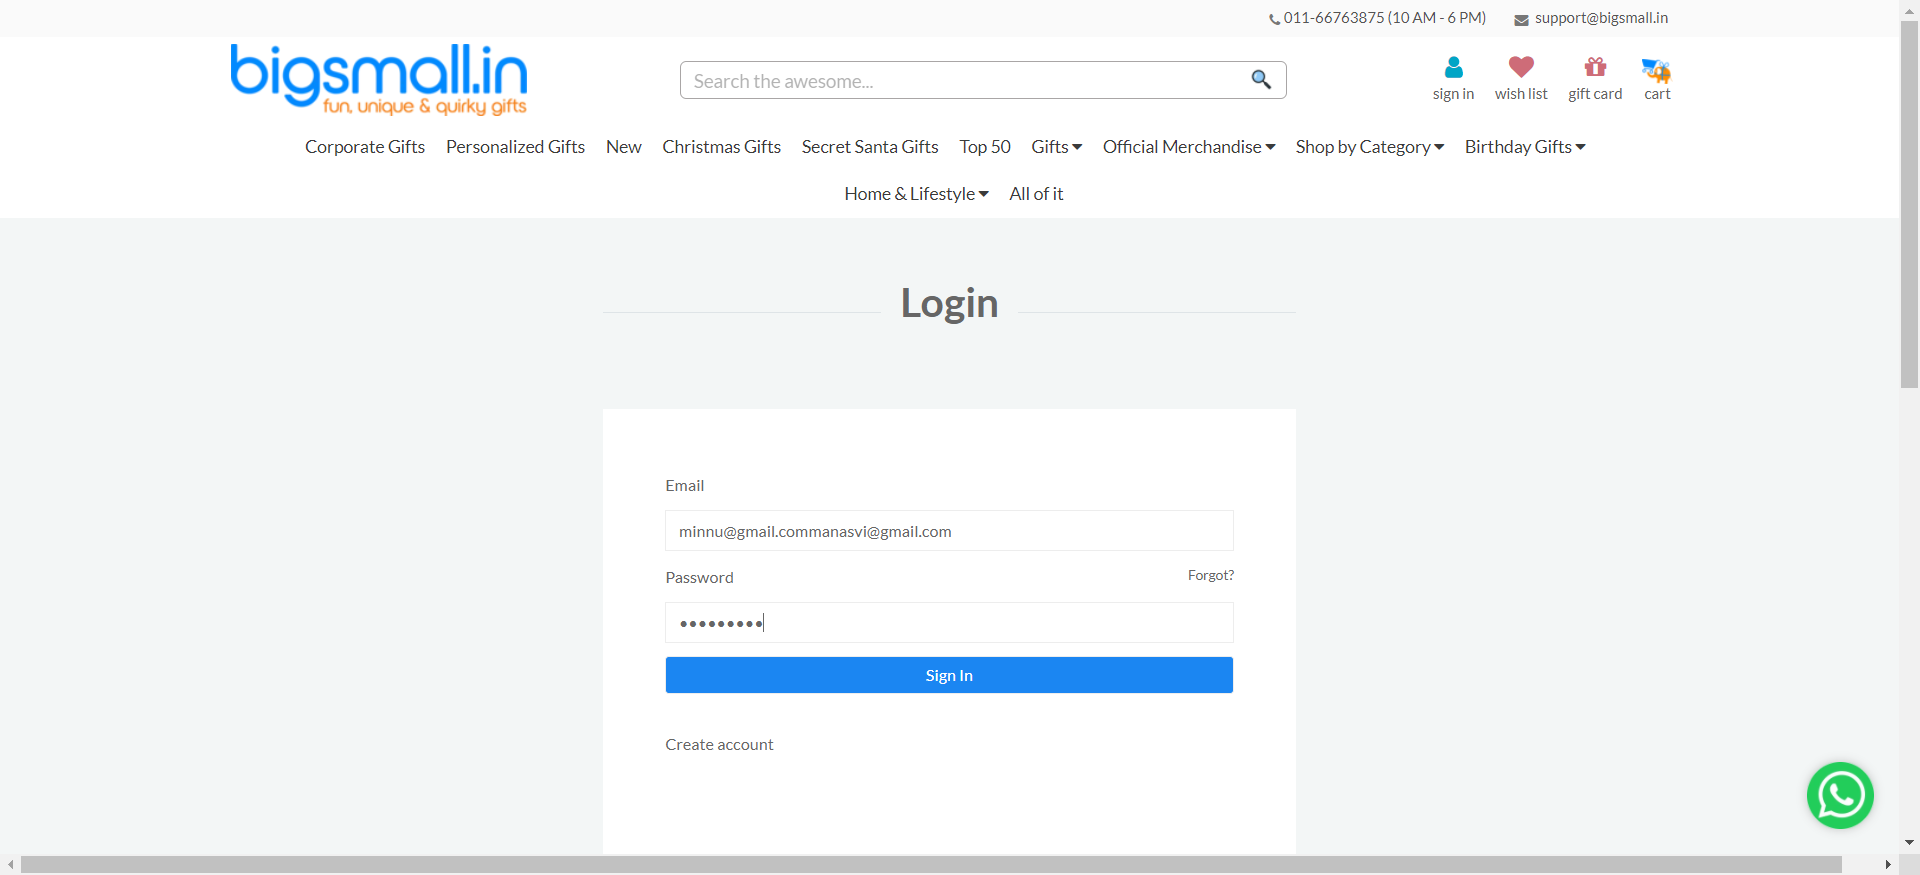 011-66763875 (10 AM - 6 PM) support@bigsmall.in
bigsmall.in
fun, unique & quirky gifts
Search the awesome...
sign in wish list gift card cart
Corporate Gifts Personalized Gifts New Christmas Gifts Secret Santa Gifts Top 50 Gifts Official Merchandise Shop by Category Birthday Gifts
Home & Lifestyle All of it
Login
Email
minnu@gmail.commanasvi@gmail.com
Password Forgot?
•••••••••
Sign In
Create account